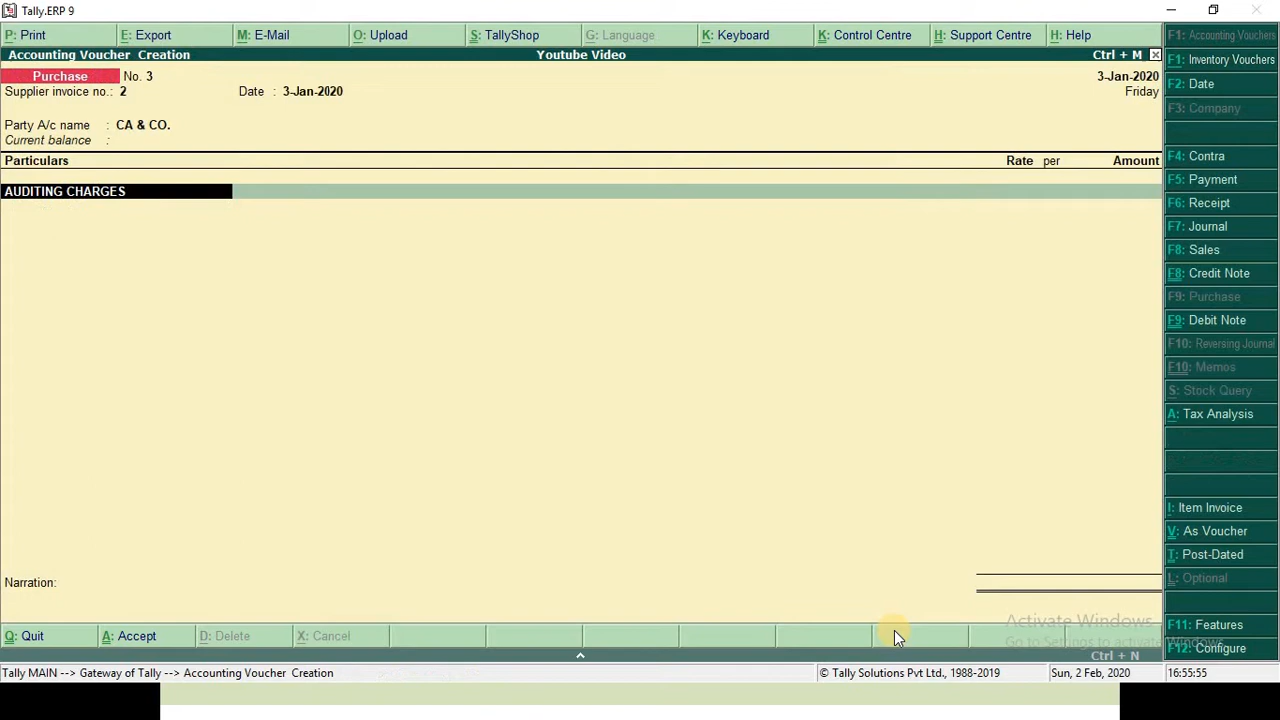 Tally.ERP 9
P: Print E: Export M: E-Mail O: Upload S: TallyShop G: Language K: Keyboard K: Control Centre H: Support Centre H: Help
Accounting Voucher Creation Youtube Video Ctrl + M
Purchase No. 3 3-Jan-2020
Supplier invoice no.: 2 Date : 3-Jan-2020 Friday
Party A/c name : CA & CO.
Current balance :
Particulars Rate per Amount
AUDITING CHARGES
Narration:
F1: Accounting Vouchers
F1: Inventory Vouchers
F2: Date
F3: Company
F4: Contra
F5: Payment
F6: Receipt
F7: Journal
F8: Sales
F8: Credit Note
F9: Purchase
F9: Debit Note
F10: Reversing Journal
F10: Memos
S: Stock Query
A: Tax Analysis
I: Item Invoice
V: As Voucher
T: Post-Dated
L: Optional
F11: Features
F12: Configure
Q: Quit A: Accept D: Delete X: Cancel
Activate Windows
Go to Settings to activate Windows.
Ctrl + N
Tally MAIN --> Gateway of Tally --> Accounting Voucher Creation © Tally Solutions Pvt Ltd., 1988-2019 Sun, 2 Feb, 2020 16:55:55